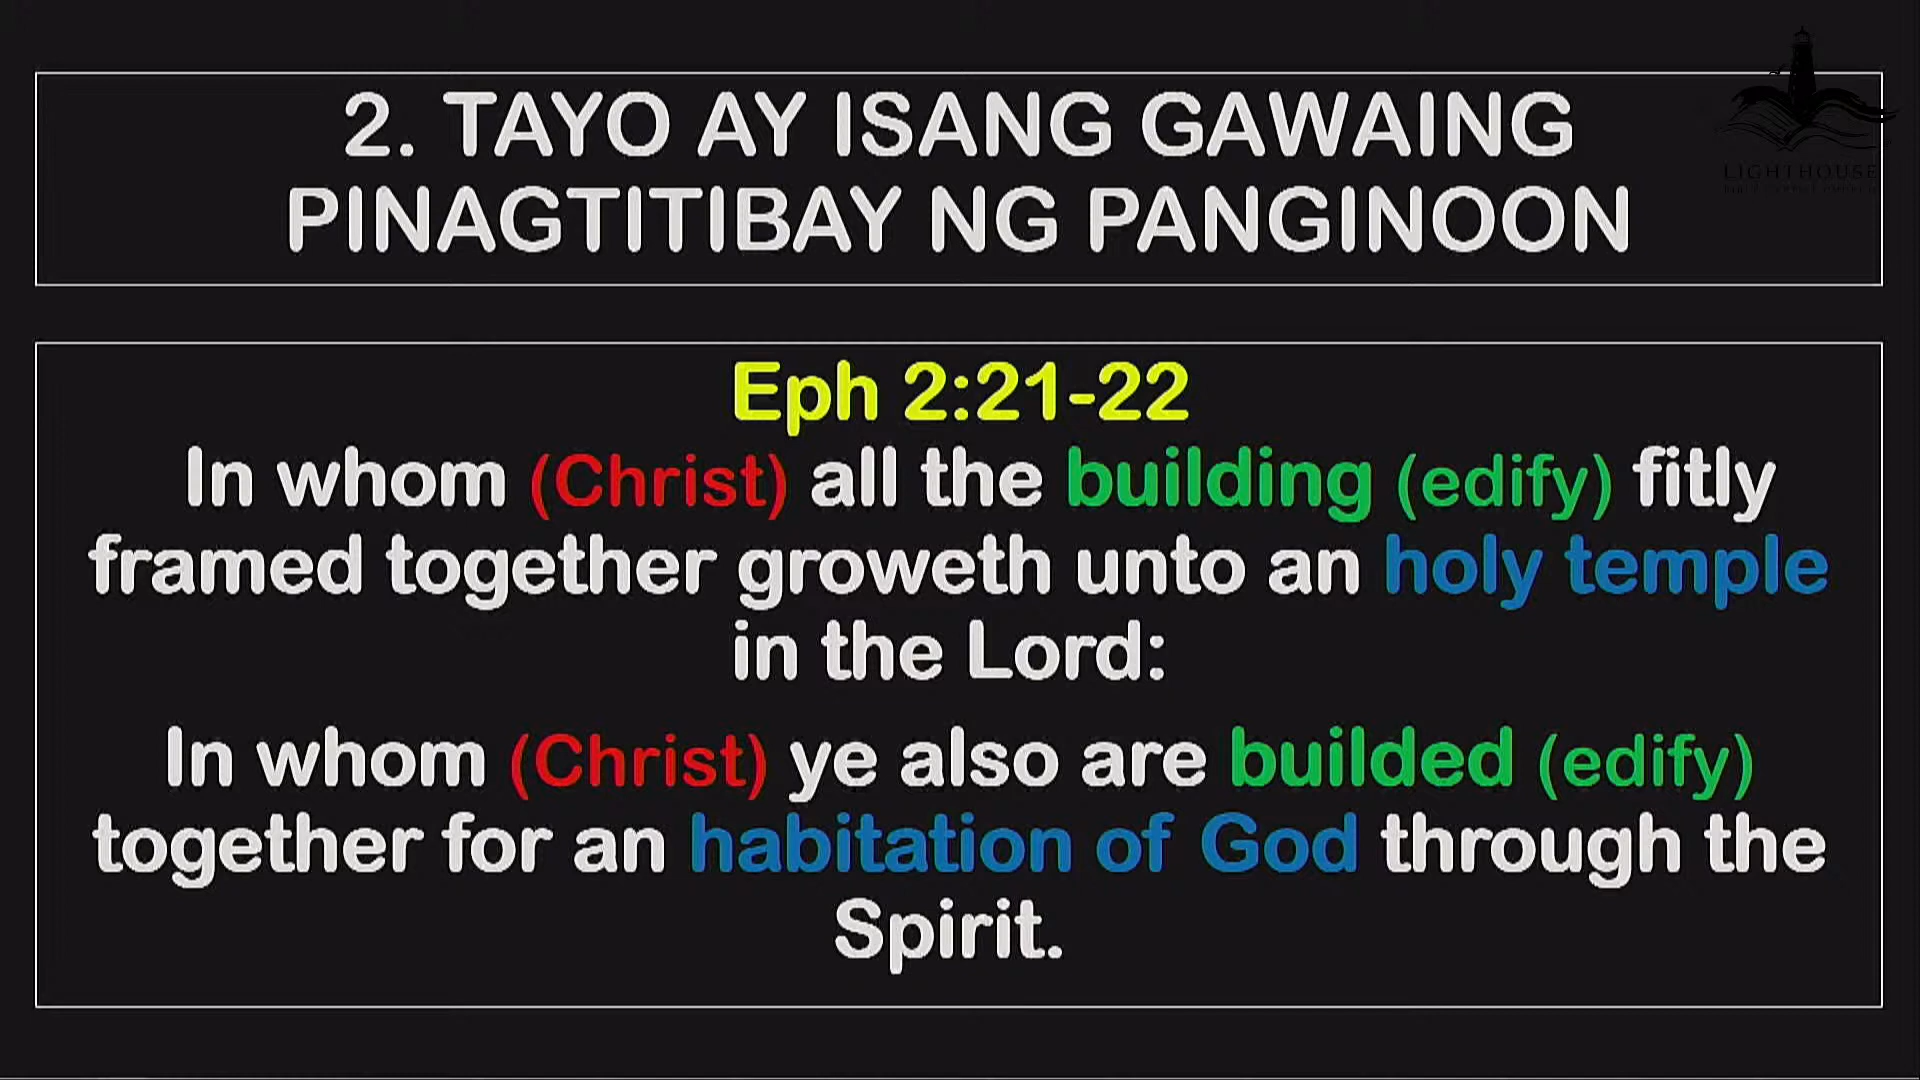 2. TAYO AY ISANG GAWAING
PINAGTITIBAY NG PANGINOON
LIGHTHOUSE
Eph 2:21-22
In whom (Christ) all the building (edify) fitly
framed together groweth unto an holy temple
in the Lord:
In whom (Christ) ye also are builded (edify)
together for an habitation of God through the
Spirit.